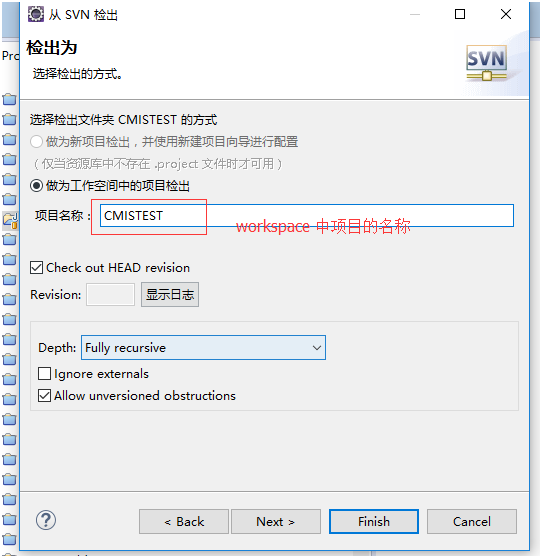 从 SVN 检出
检出为
选择检出的方式。
SVN
Pro
选择检出文件夹 CMISTEST 的方式
做为新项目检出，并使用新建项目向导进行配置
（仅当资源库中不存在 .project 文件时才可用）
做为工作空间中的项目检出
项目名称： CMISTEST workspace 中项目的名称
Check out HEAD revision
Revision: 显示日志
Depth: Fully recursive
Ignore externals
Allow unversioned obstructions
? < Back Next > Finish Cancel